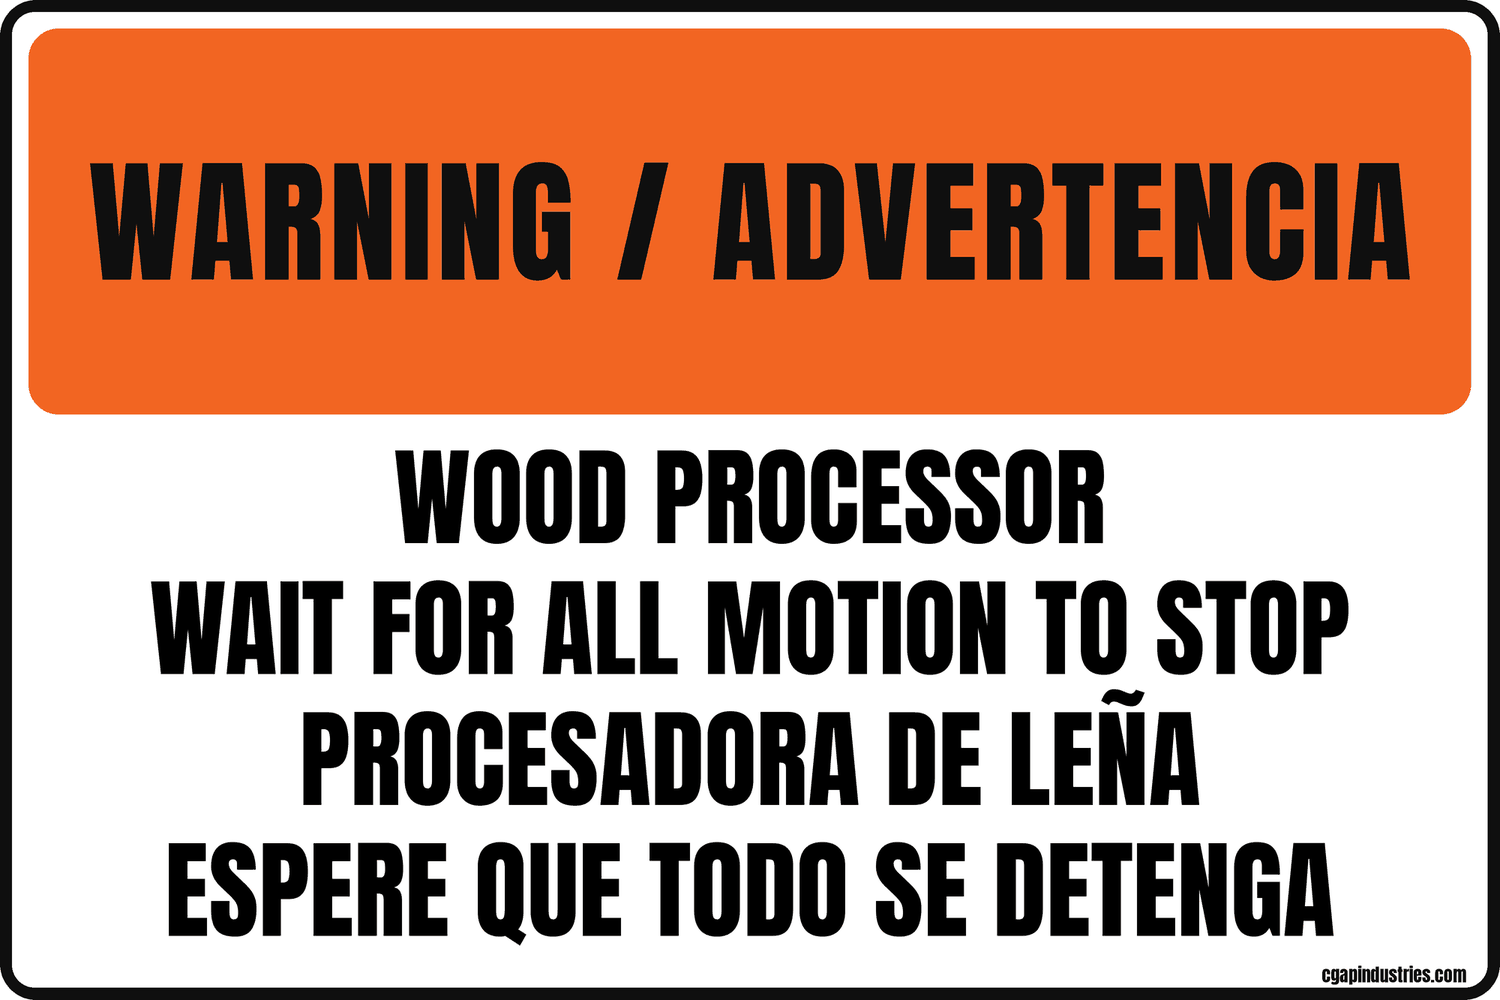 WARNING / ADVERTENCIA
WOOD PROCESSOR
WAIT FOR ALL MOTION TO STOP
PROCESADORA DE LEÑA
ESPERE QUE TODO SE DETENGA
cgapindustries.com